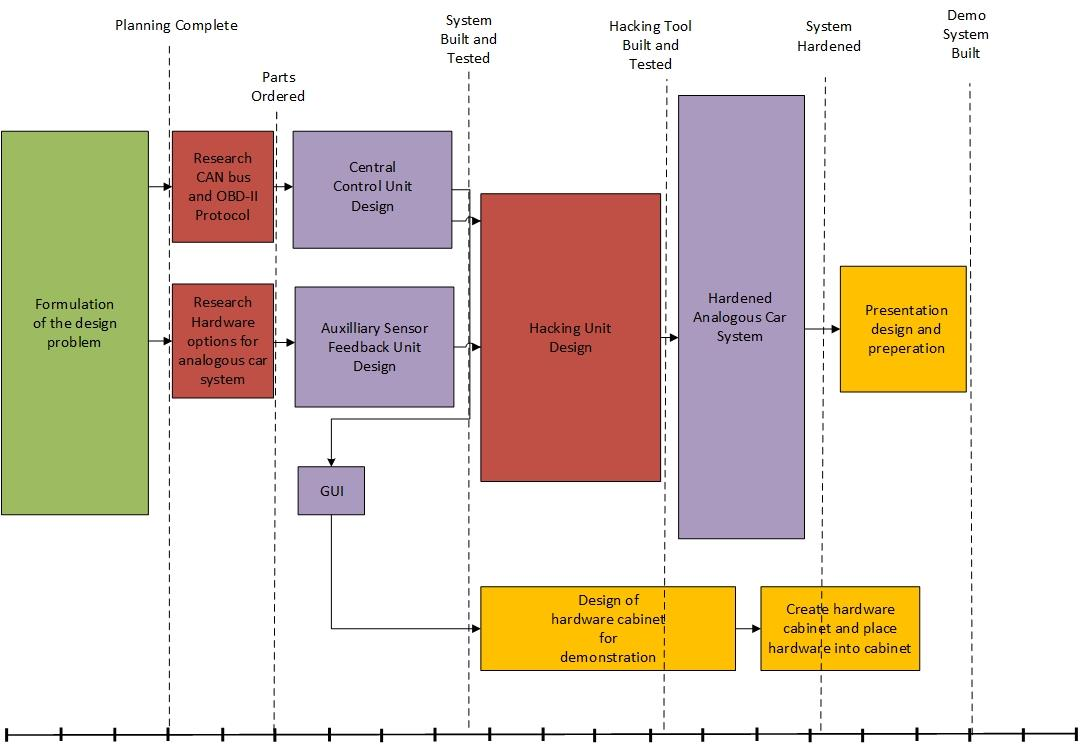 Planning Complete
System
Built and
Tested
Hacking Tool
Built and
Tested
System
Hardened
Demo
System
Built
Parts
Ordered
Formulation
of the design
problem
Research
CAN bus
and OBD-II
Protocol
Central
Control Unit
Design
Research
Hardware
options for
analogous car
system
Auxilliary Sensor
Feedback Unit
Design
Hacking Unit
Design
Hardened
Analogous Car
System
Presentation
design and
preperation
GUI
Design of
hardware cabinet
for
demonstration
Create hardware
cabinet and place
hardware into cabinet